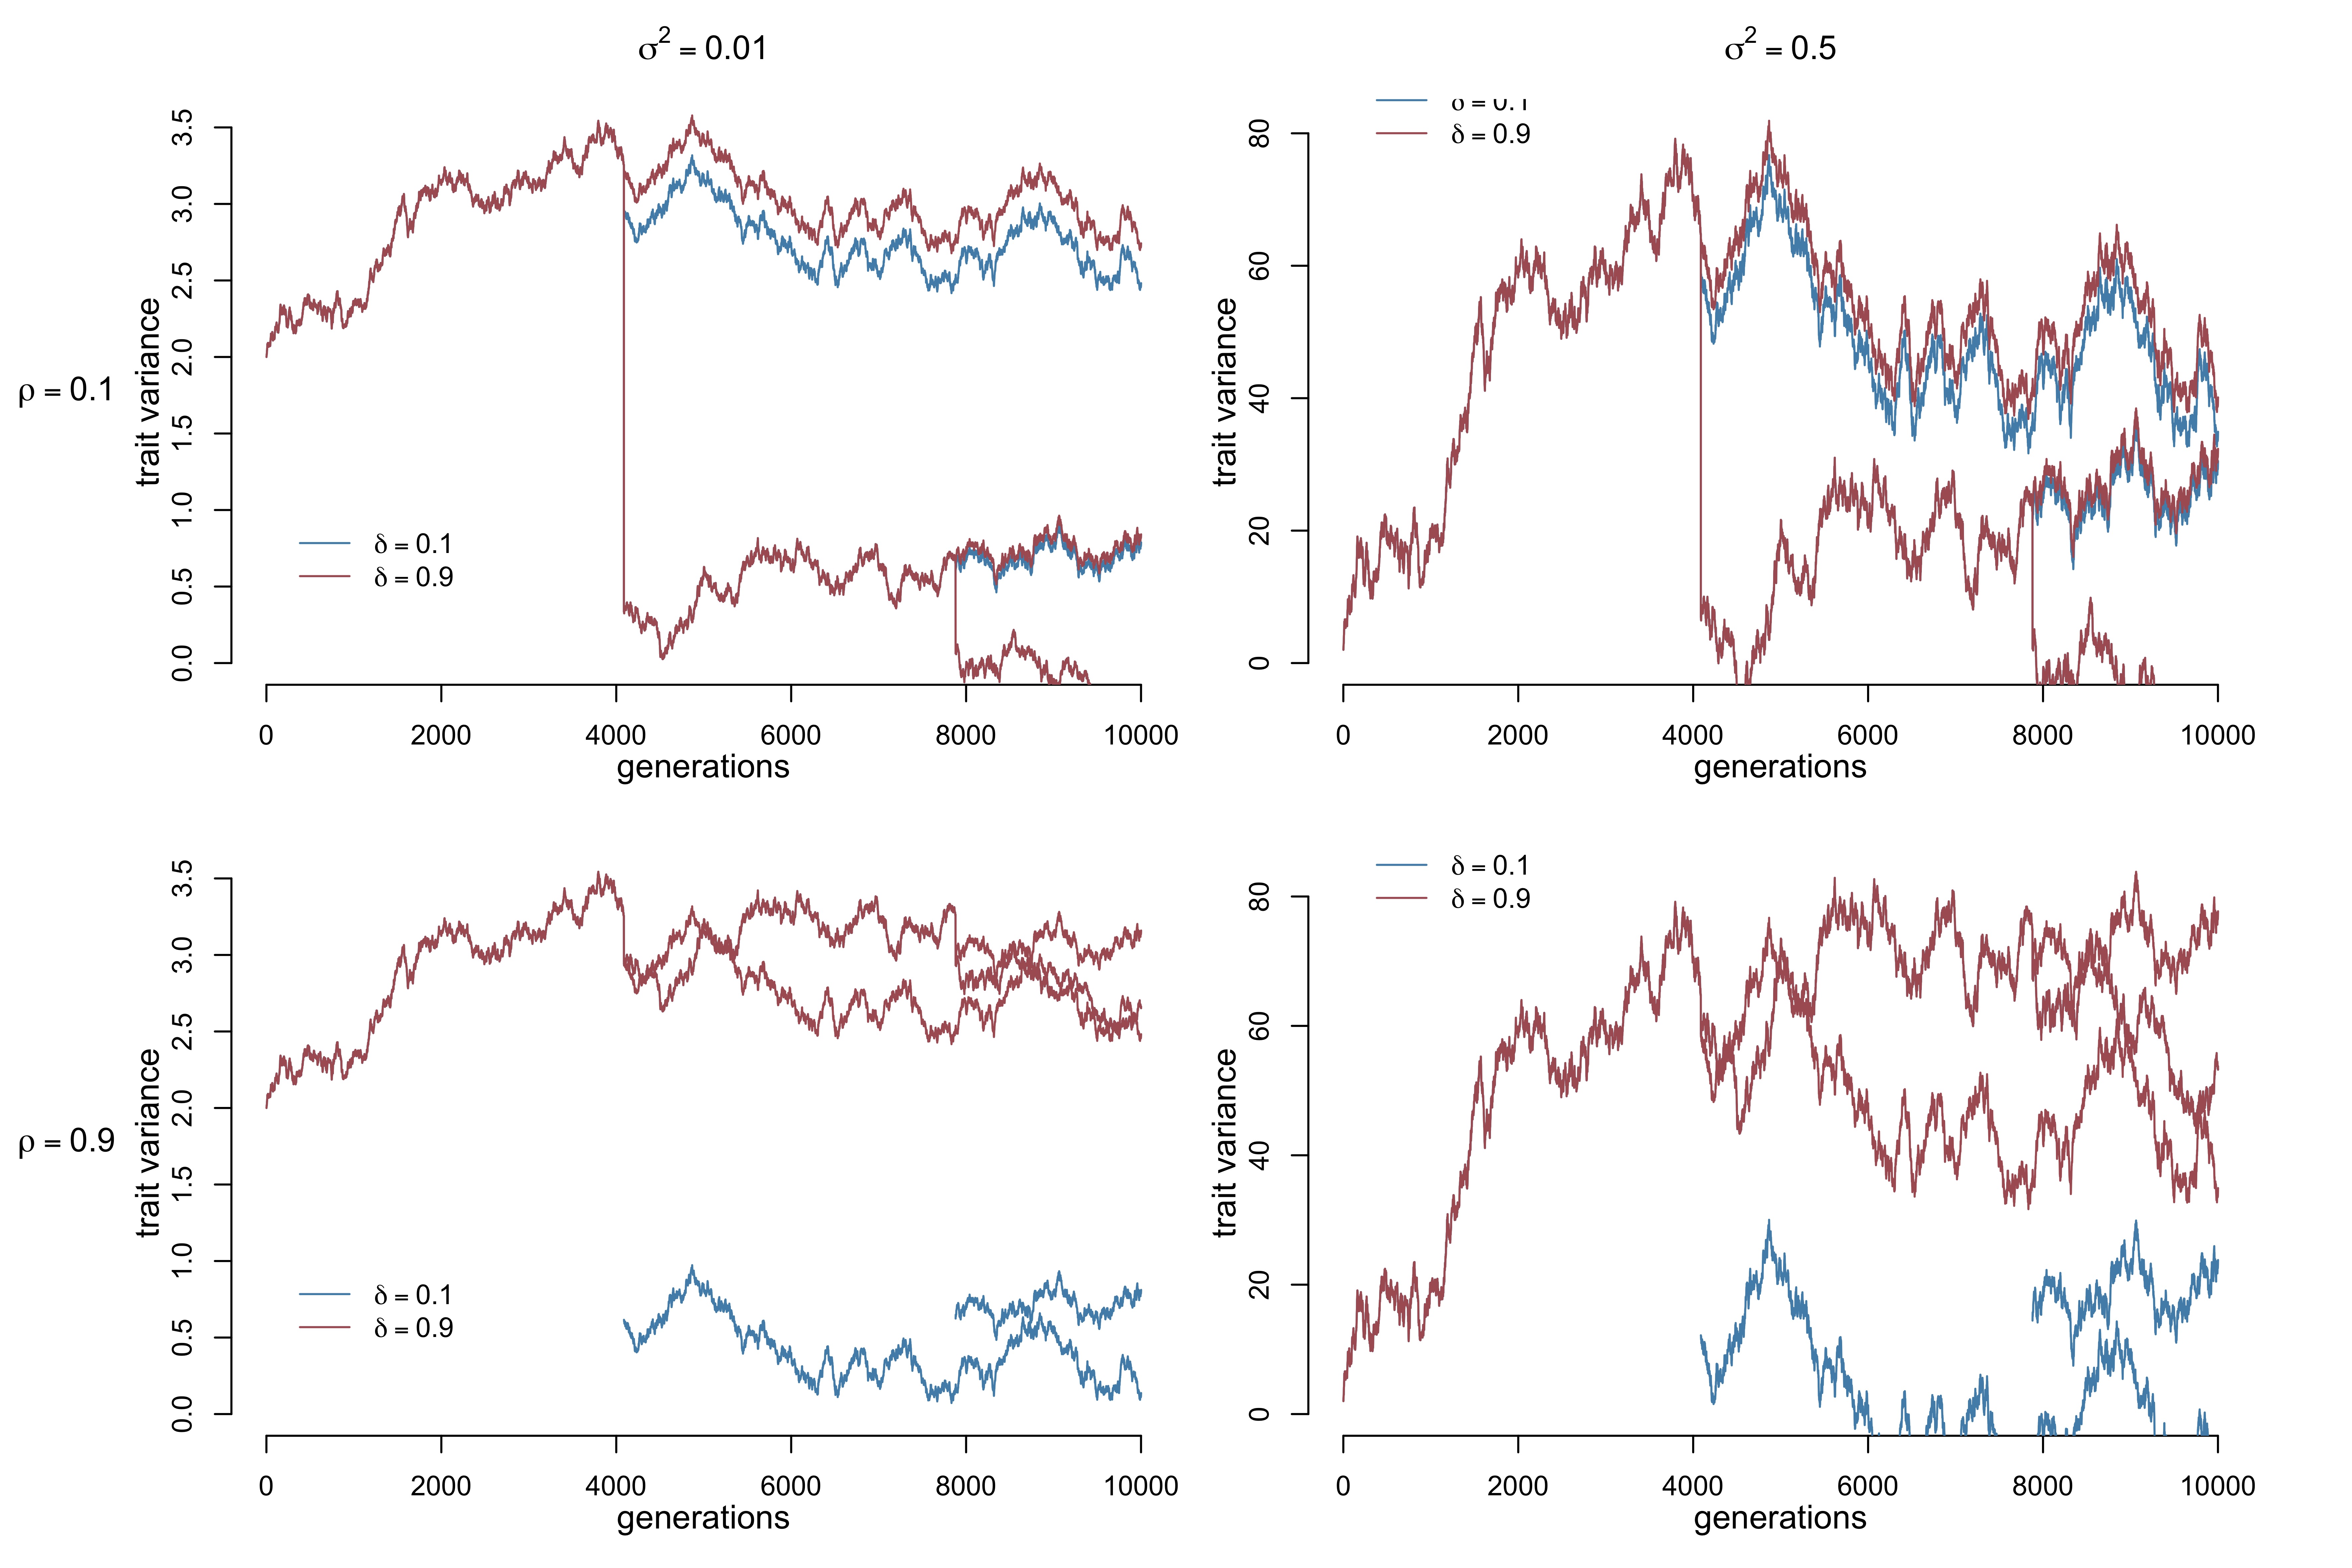 σ² = 0.01
σ² = 0.5
ρ = 0.1
trait variance
3.5
3.0
2.5
2.0
1.5
1.0
0.5
0.0
δ = 0.1
δ = 0.9
0 2000 4000 6000 8000 10000
generations
trait variance
80
60
40
20
0
δ = 0.1
δ = 0.9
0 2000 4000 6000 8000 10000
generations
ρ = 0.9
trait variance
3.5
3.0
2.5
2.0
1.5
1.0
0.5
0.0
δ = 0.1
δ = 0.9
0 2000 4000 6000 8000 10000
generations
trait variance
80
60
40
20
0
δ = 0.1
δ = 0.9
0 2000 4000 6000 8000 10000
generations